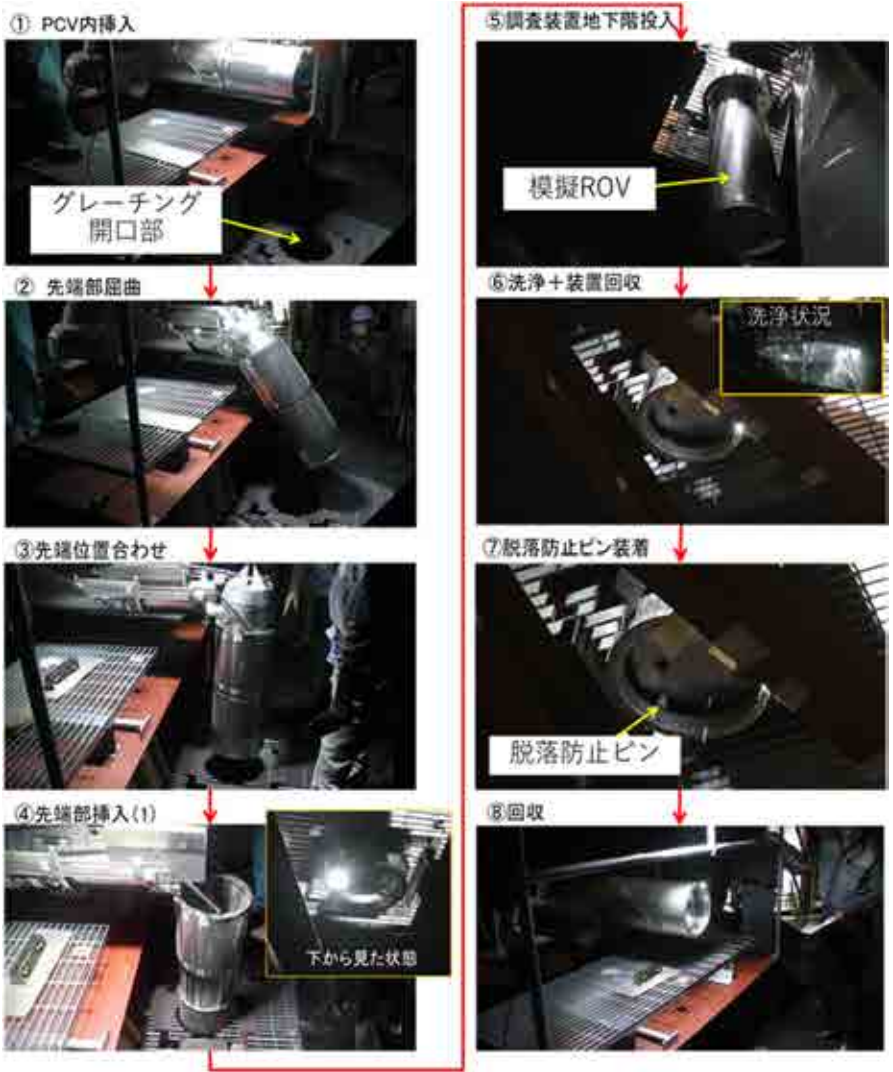 ① PCV内挿入
グレーチング
開口部
② 先端部屈曲
③先端位置合わせ
④先端部挿入(1)
下から見た状態
⑤調査装置地下階投入
模擬ROV
⑥洗浄＋装置回収
洗浄状況
⑦脱落防止ピン装着
脱落防止ピン
⑧回収